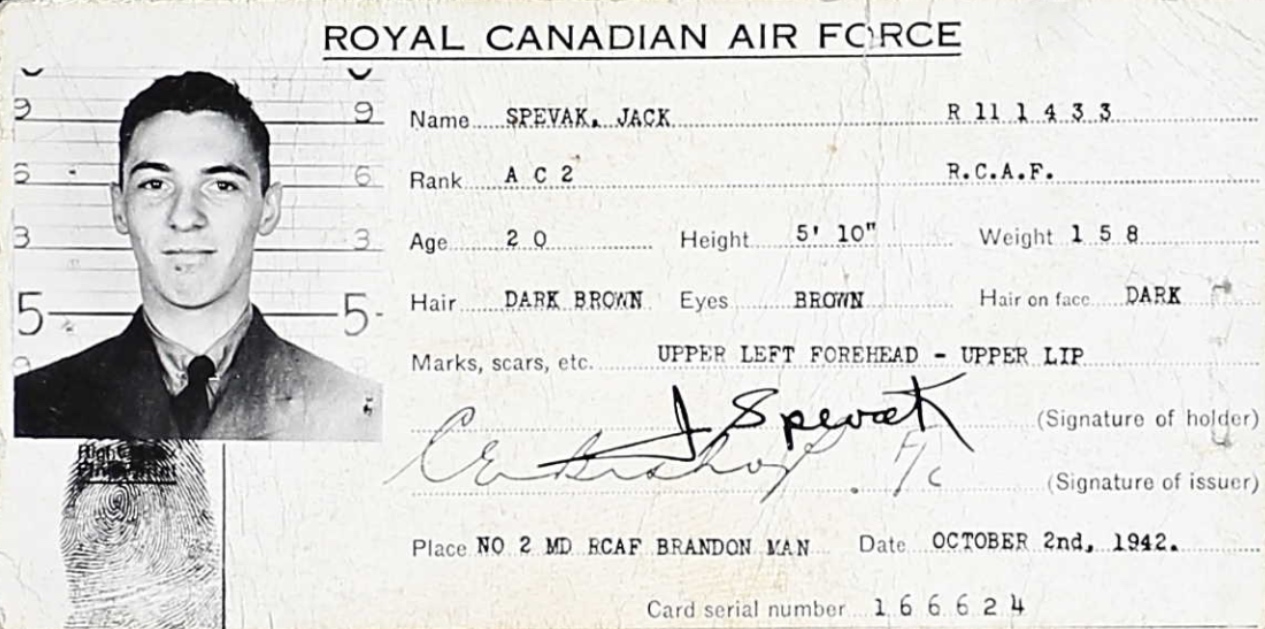 ROYAL CANADIAN AIR FORCE
9 9
Name SPEVAK, JACK R 11 1 4 3 3
6 6
Rank A C 2 R.C.A.F.
3 3
Age 2 0 Height 5' 10" Weight 1 5 8
Hair DARK BROWN Eyes BROWN Hair on face DARK
5 5
Marks, scars, etc. UPPER LEFT FOREHEAD - UPPER LIP
J Spevak (Signature of holder)
(Signature of issuer)
Place NO 2 MD RCAF BRANDON MAN Date OCTOBER 2nd, 1942.
Card serial number 1 6 6 6 2 4